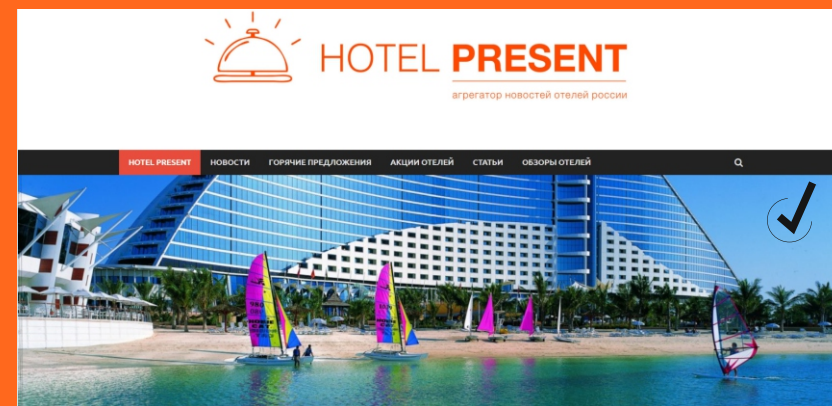 HOTEL PRESENT
агрегатор новостей отелей россии
HOTEL PRESENT НОВОСТИ ГОРЯЧИЕ ПРЕДЛОЖЕНИЯ АКЦИИ ОТЕЛЕЙ СТАТЬИ ОБЗОРЫ ОТЕЛЕЙ